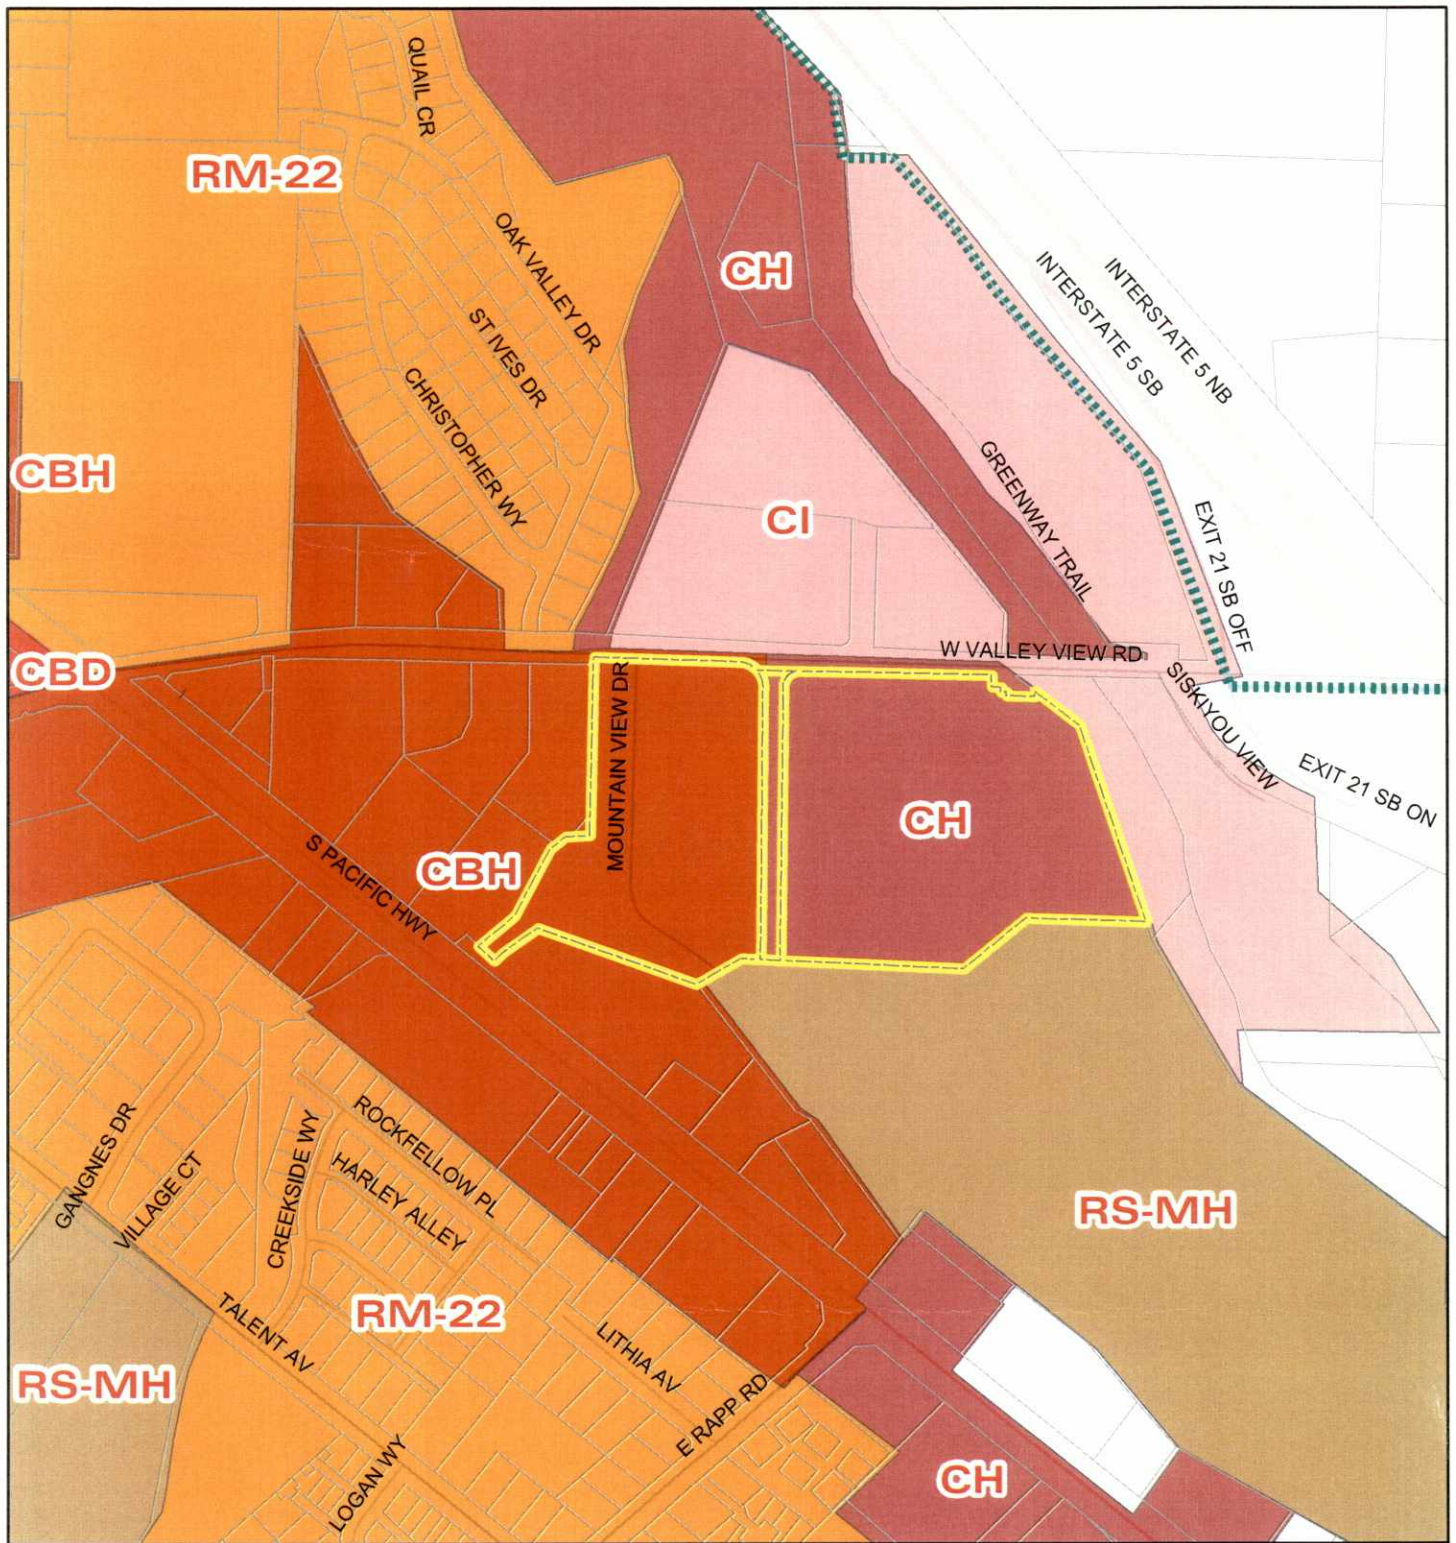 QUAIL CR
RM-22
OAK VALLEY DR
CH
INTERSTATE 5 NB
INTERSTATE 5 SB
ST IVES DR
CHRISTOPHER WY
CBH
GREENWAY TRAIL
CI
EXIT 21 SB OFF
W VALLEY VIEW RD
CBD
SISKIYOU VIEW
MOUNTAIN VIEW DR
EXIT 21 SB ON
CH
S PACIFIC HWY
CBH
ROCKFELLOW PL
GANGNES DR
VILLAGE CT
CREEKSIDE WY
HARLEY ALLEY
RS-MH
RM-22
TALENT AV
LITHIA AV
RS-MH
E RAPP RD
LOGAN WY
CH